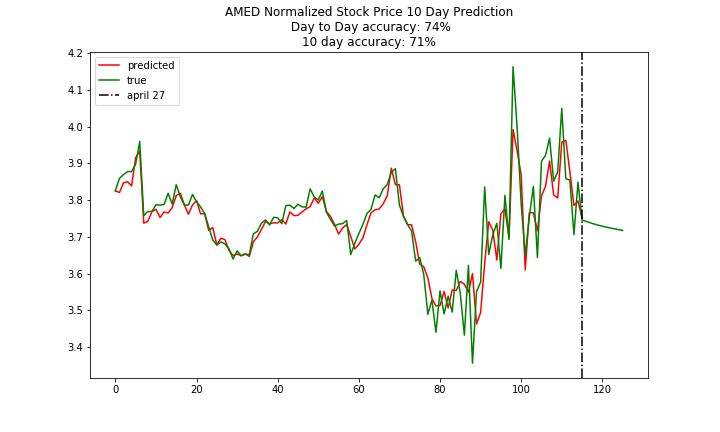 AMED Normalized Stock Price 10 Day Prediction
Day to Day accuracy: 74%
10 day accuracy: 71%
predicted
true
april 27
4.2
4.1
4.0
3.9
3.8
3.7
3.6
3.5
3.4
0 20 40 60 80 100 120